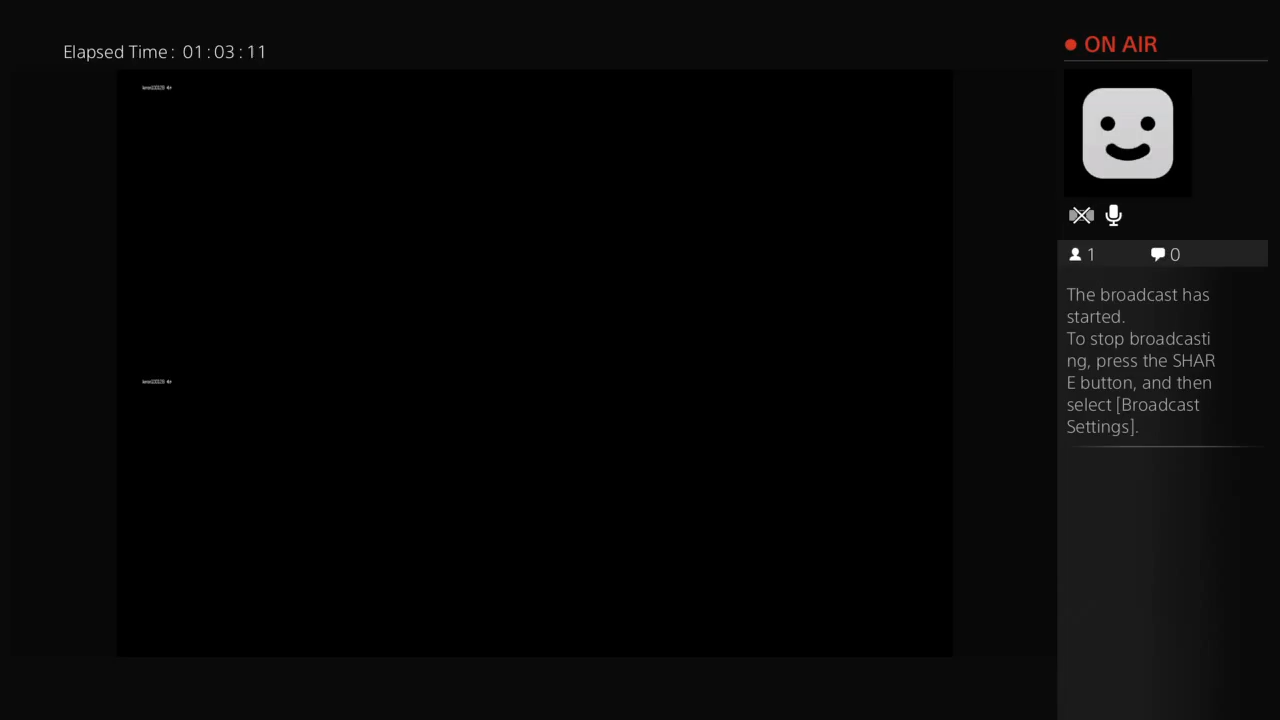 Elapsed Time: 01:03:11
ON AIR
1
0
The broadcast has
started.
To stop broadcasti
ng, press the SHAR
E button, and then
select [Broadcast
Settings].